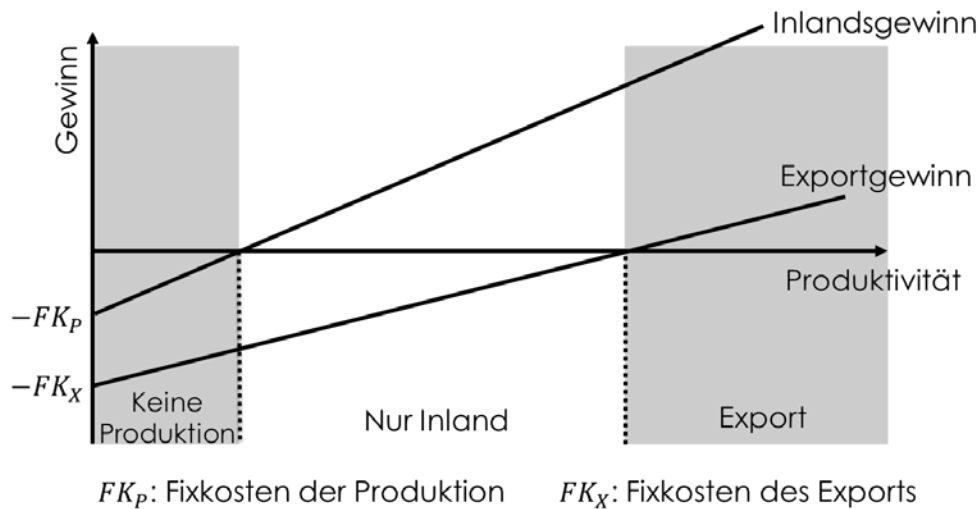 Inlandsgewinn
Gewinn
Exportgewinn
Produktivität
−FK_P
−FK_X
Keine
Produktion
Nur Inland
Export
FK_P: Fixkosten der Produktion
FK_X: Fixkosten des Exports